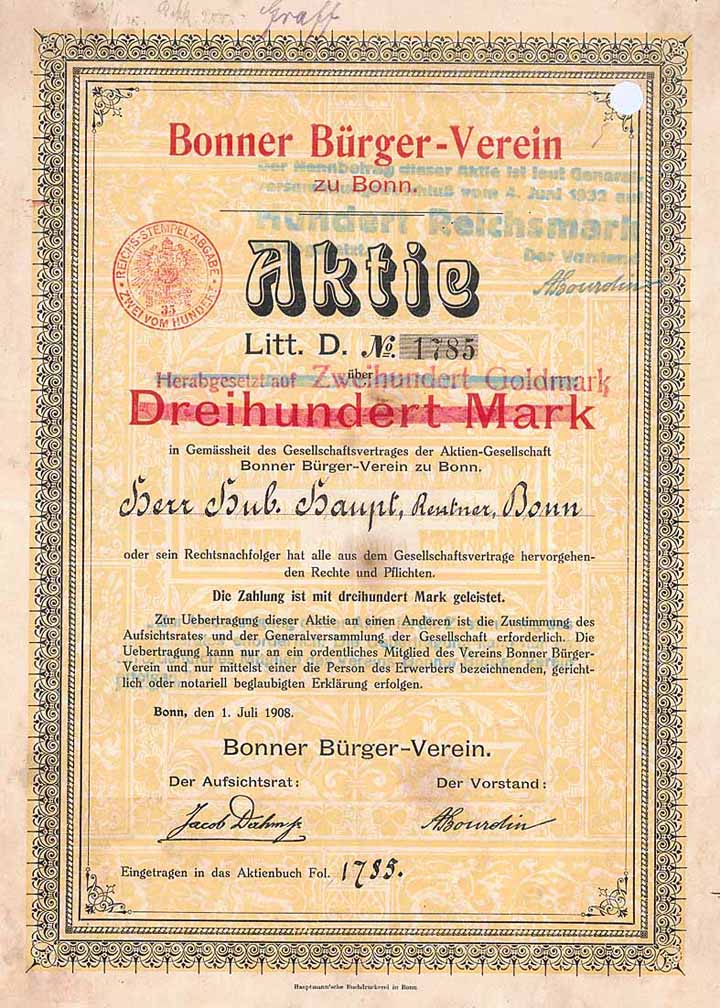 Graff
Bonner Bürger-Verein
zu Bonn.
Der Nennbetrag dieser Aktie ist laut General-
versammlungsbeschluß vom 4. Juni 1932 auf
Hundert Reichsmark
Der Vorstand
ABourdin
REICHS-STEMPEL-ABGABE
35
ZWEI VOM HUNDERT
Aktie
Litt. D. No. 1785
über
Herabgesetzt auf Zweihundert Goldmark
Dreihundert Mark
in Gemässheit des Gesellschaftsvertrages der Aktien-Gesellschaft
Bonner Bürger-Verein zu Bonn.
Herr Hub. Haupt, Rentner, Bonn
oder sein Rechtsnachfolger hat alle aus dem Gesellschaftsvertrage hervorgehen-
den Rechte und Pflichten.
Die Zahlung ist mit dreihundert Mark geleistet.
Zur Uebertragung dieser Aktie an einen Anderen ist die Zustimmung des
Aufsichtsrates und der Generalversammlung der Gesellschaft erforderlich. Die
Uebertragung kann nur an ein ordentliches Mitglied des Vereins Bonner Bürger-
Verein und nur mittelst einer die Person des Erwerbers bezeichnenden, gericht-
lich oder notariell beglaubigten Erklärung erfolgen.
Bonn, den 1. Juli 1908.
Bonner Bürger-Verein.
Der Aufsichtsrat: Der Vorstand:
Jacob Dahm jr. ABourdin
Eingetragen in das Aktienbuch Fol. 1785.
Hauptmann'sche Buchdruckerei in Bonn